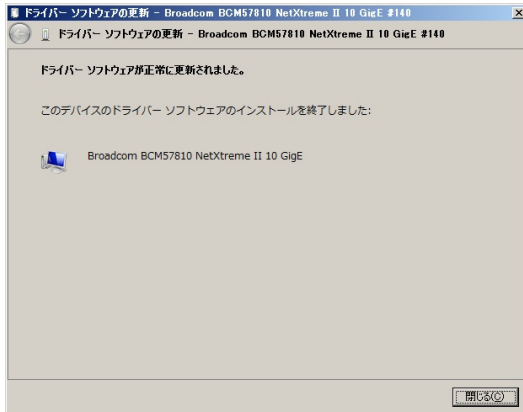 ドライバー ソフトウェアの更新 - Broadcom BCM57810 NetXtreme II 10 GigE #140
ドライバー ソフトウェアの更新 - Broadcom BCM57810 NetXtreme II 10 GigE #140
ドライバー ソフトウェアが正常に更新されました。
このデバイスのドライバー ソフトウェアのインストールを終了しました:
Broadcom BCM57810 NetXtreme II 10 GigE
閉じる(C)